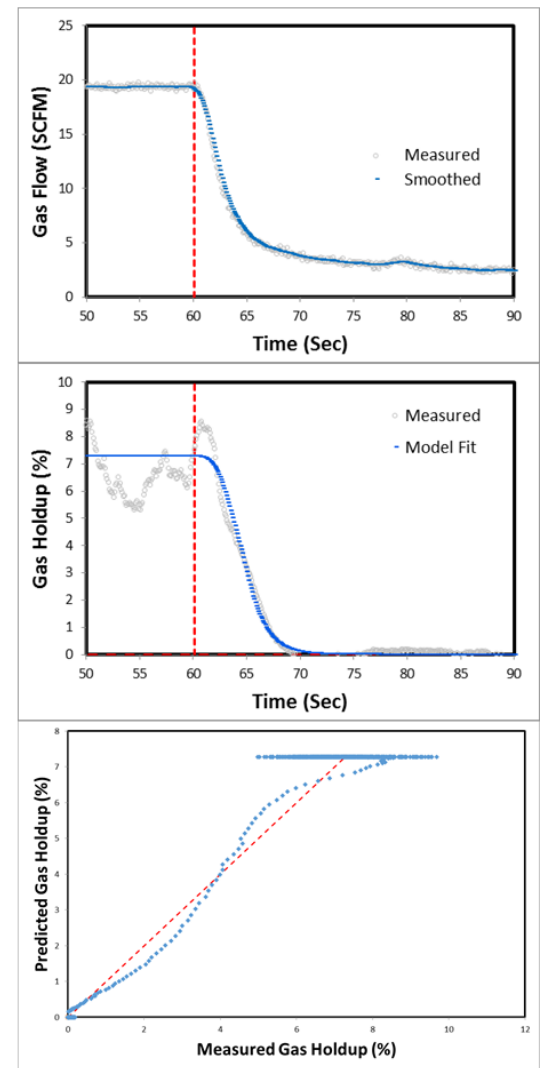 25
20
15
10
5
0
Gas Flow (SCFM)
Measured
Smoothed
50 55 60 65 70 75 80 85 90
Time (Sec)
10
9
8
7
6
5
4
3
2
1
0
Gas Holdup (%)
Measured
Model Fit
50 55 60 65 70 75 80 85 90
Time (Sec)
8
7
6
5
4
3
2
1
0
Predicted Gas Holdup (%)
0 2 4 6 8 10 12
Measured Gas Holdup (%)